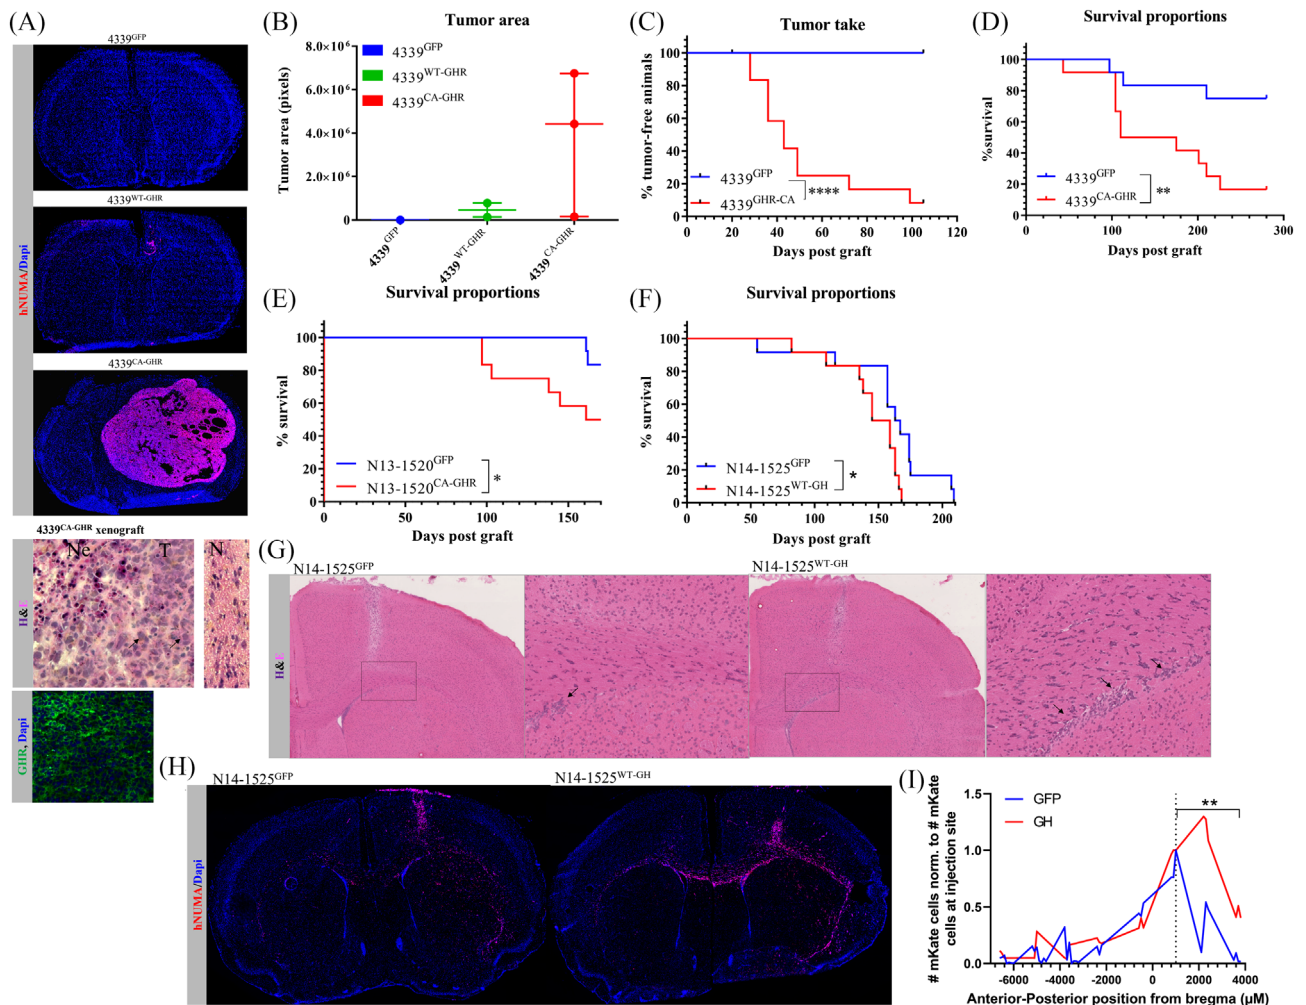 (A)
4339GFP
4339WT-GHR
4339CA-GHR
hNUMA/Dapi
4339CA-GHR xenograft
Ne T N
H&E
GHR, Dapi
(B)
Tumor area
Tumor area (pixels)
8.0×10⁶
6.0×10⁶
4.0×10⁶
2.0×10⁶
0
4339GFP
4339WT-GHR
4339CA-GHR
4339GFP 4339WT-GHR 4339CA-GHR
(C)
Tumor take
% tumor-free animals
100
80
60
40
20
0
4339GFP
4339GHR-CA
****
0 20 40 60 80 100 120
Days post graft
(D)
Survival proportions
%survival
100
80
60
40
20
0
4339GFP
4339CA-GHR
**
0 100 200 300
Days post graft
(E)
Survival proportions
% survival
100
80
60
40
20
0
N13-1520GFP
N13-1520CA-GHR
*
0 50 100 150
Days post graft
(F)
Survival proportions
% survival
100
80
60
40
20
0
N14-1525GFP
N14-1525WT-GH
*
0 50 100 150 200
Days post graft
(G)
N14-1525GFP N14-1525WT-GH
H&E
(H)
N14-1525GFP N14-1525WT-GH
hNUMA/Dapi
(I)
# mKate cells norm. to # mKate
cells at injection site
1.5
1.0
0.5
0.0
GFP
GH
**
-6000 -4000 -2000 0 2000 4000
Anterior-Posterior position from bregma (μM)